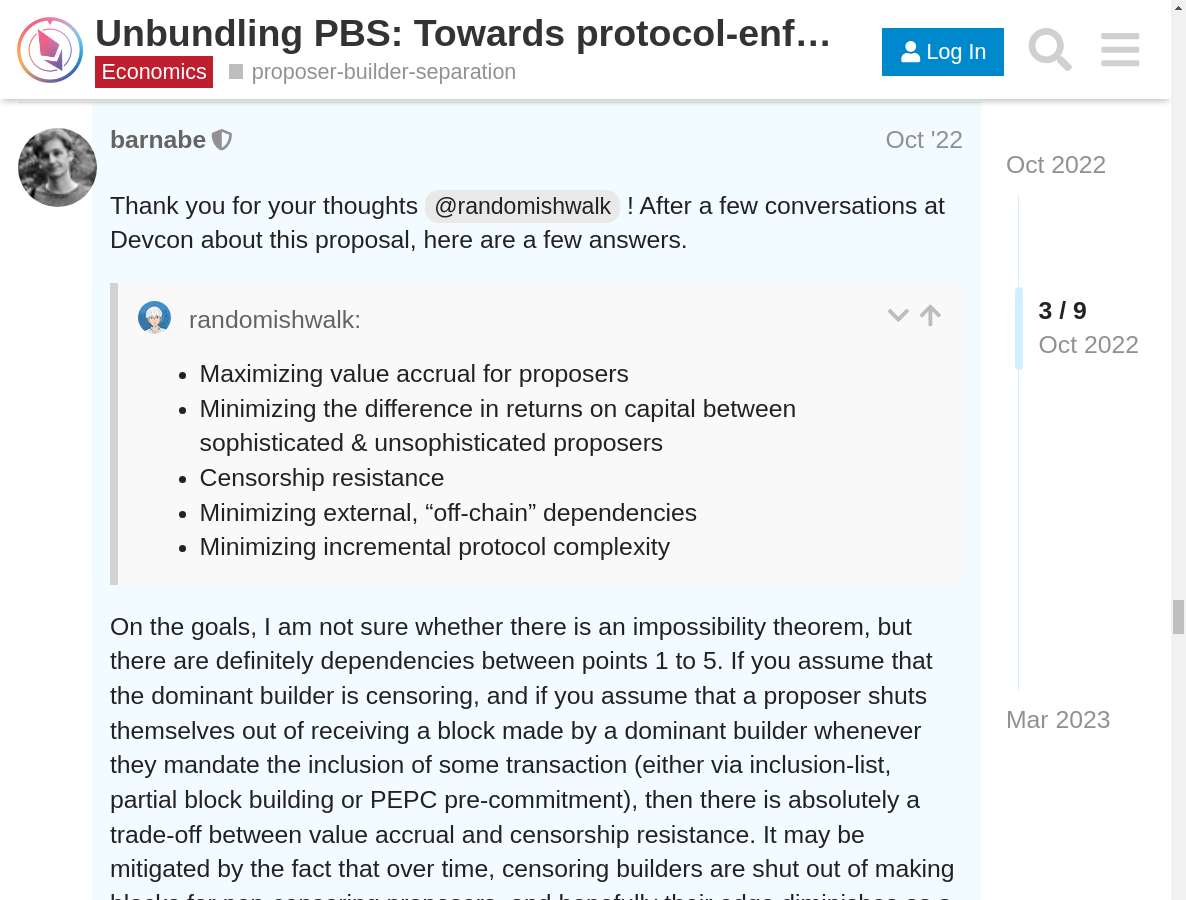 Unbundling PBS: Towards protocol-enf…
Economics
proposer-builder-separation
Log In
barnabe
Oct '22
Thank you for your thoughts @randomishwalk ! After a few conversations at
Devcon about this proposal, here are a few answers.
randomishwalk:
• Maximizing value accrual for proposers
• Minimizing the difference in returns on capital between
sophisticated & unsophisticated proposers
• Censorship resistance
• Minimizing external, “off-chain” dependencies
• Minimizing incremental protocol complexity
On the goals, I am not sure whether there is an impossibility theorem, but
there are definitely dependencies between points 1 to 5. If you assume that
the dominant builder is censoring, and if you assume that a proposer shuts
themselves out of receiving a block made by a dominant builder whenever
they mandate the inclusion of some transaction (either via inclusion-list,
partial block building or PEPC pre-commitment), then there is absolutely a
trade-off between value accrual and censorship resistance. It may be
mitigated by the fact that over time, censoring builders are shut out of making
Oct 2022
3 / 9
Oct 2022
Mar 2023